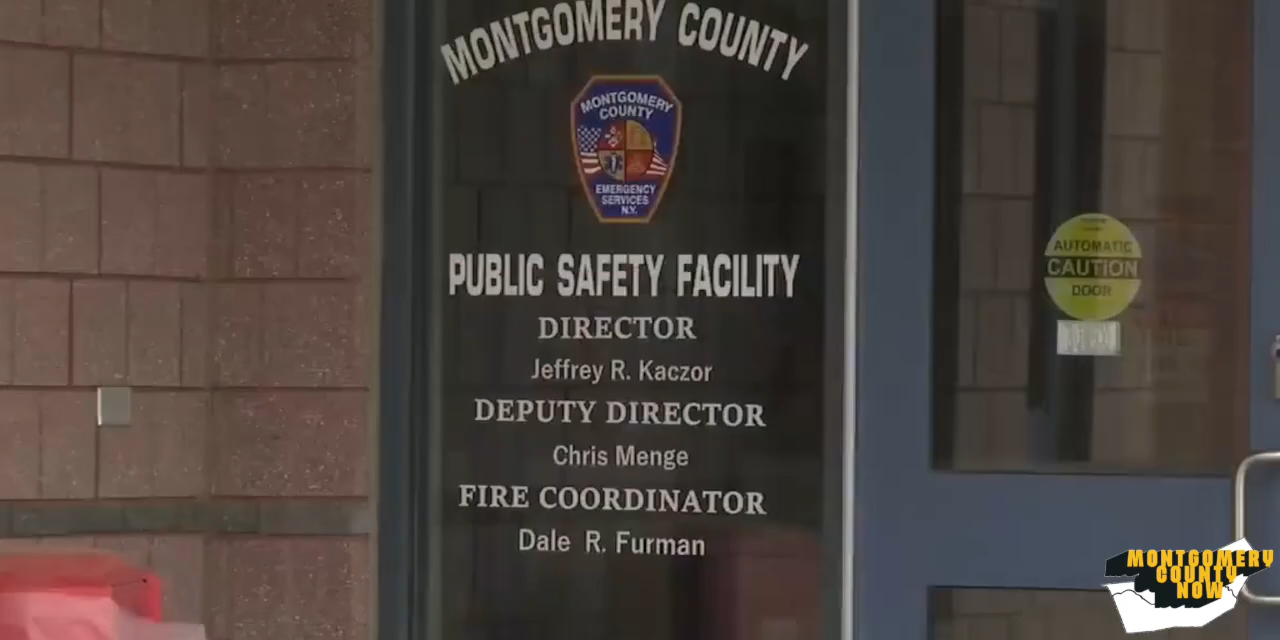 MONTGOMERY COUNTY
MONTGOMERY
COUNTY
EMERGENCY
SERVICES
N.Y.
PUBLIC SAFETY FACILITY
DIRECTOR
Jeffrey R. Kaczor
DEPUTY DIRECTOR
Chris Menge
FIRE COORDINATOR
Dale R. Furman
AUTOMATIC
CAUTION
DOOR
MONTGOMERY
COUNTY
NOW